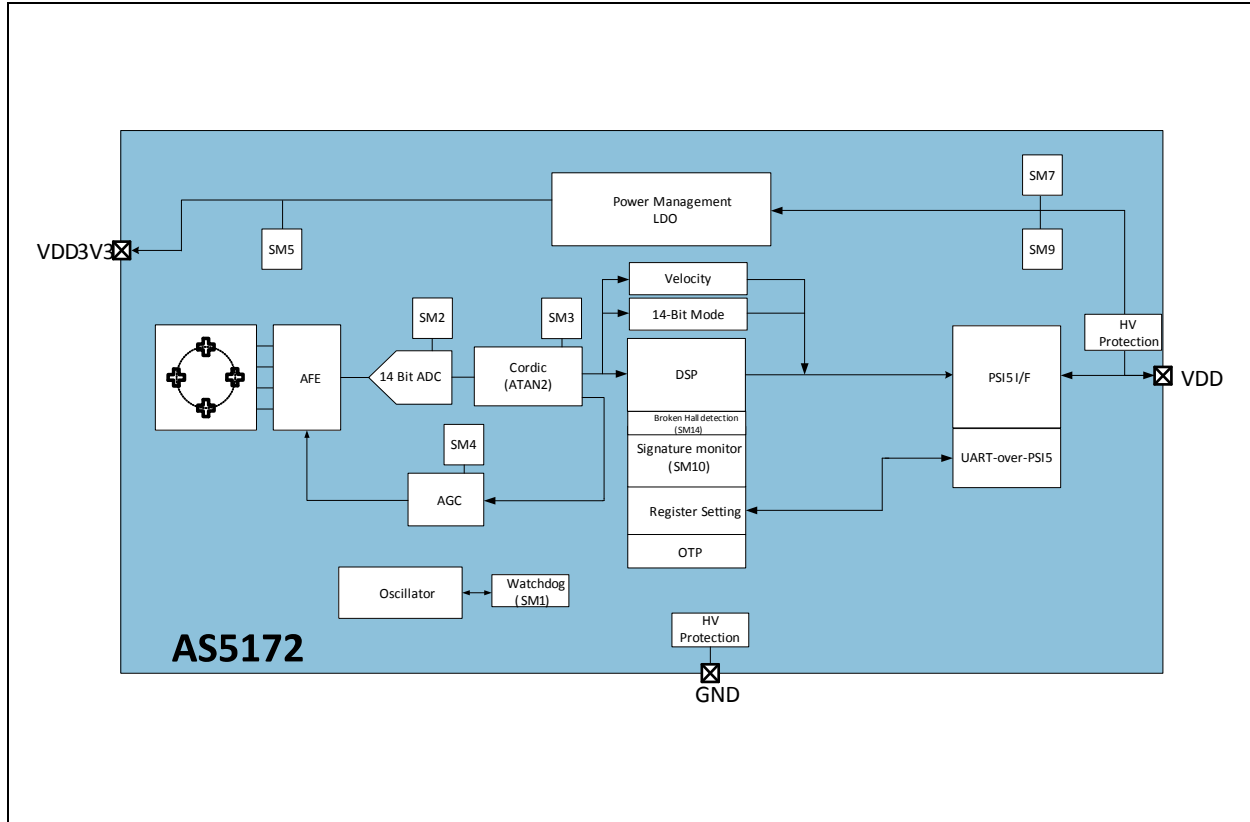 SM7
Power Management
LDO
VDD3V3
SM5
SM9
Velocity
SM2
SM3
14-Bit Mode
HV
Protection
AFE
14 Bit ADC
Cordic
(ATAN2)
DSP
PSI5 I/F
VDD
Broken Hall detection
(SM14)
SM4
Signature monitor
(SM10)
UART-over-PSI5
AGC
Register Setting
OTP
Oscillator
Watchdog
(SM1)
HV
Protection
AS5172
GND